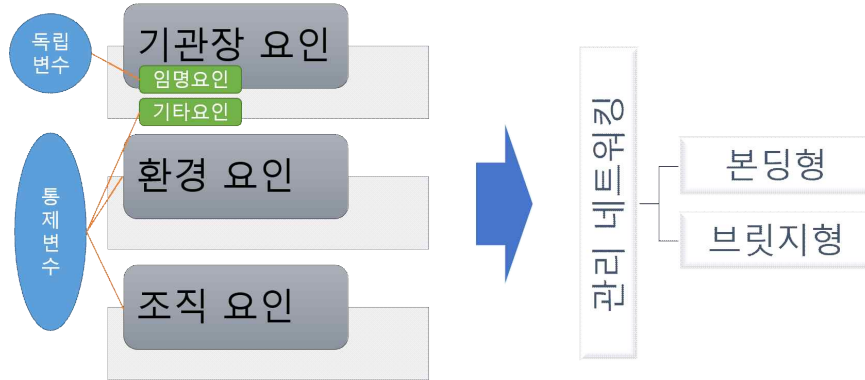 독립
변수
기관장 요인
임명요인
기타요인
통
제
변
수
환경 요인
조직 요인
관리 네트워킹
본딩형
브릿지형